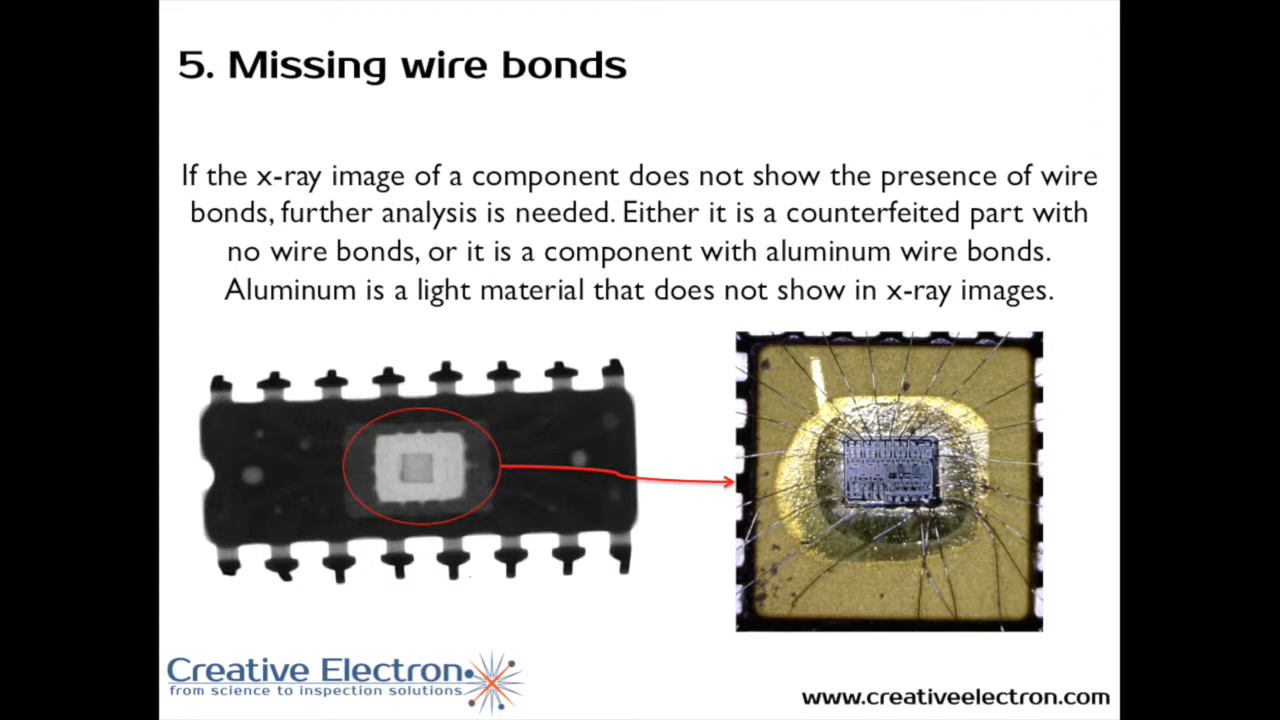 5. Missing wire bonds
If the x-ray image of a component does not show the presence of wire
bonds, further analysis is needed. Either it is a counterfeited part with
no wire bonds, or it is a component with aluminum wire bonds.
Aluminum is a light material that does not show in x-ray images.
Creative Electron
from science to inspection solutions.
www.creativeelectron.com